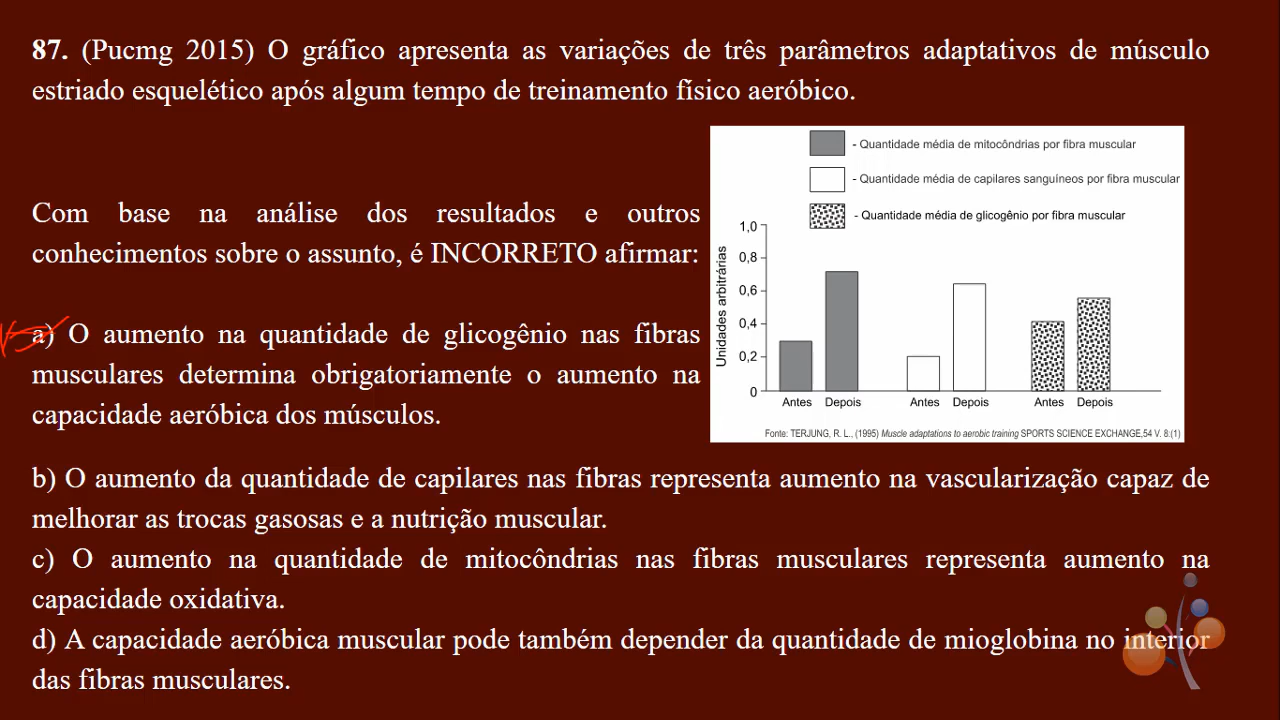 87. (Pucmg 2015) O gráfico apresenta as variações de três parâmetros adaptativos de músculo
estriado esquelético após algum tempo de treinamento físico aeróbico.
Com base na análise dos resultados e outros
conhecimentos sobre o assunto, é INCORRETO afirmar:
a) O aumento na quantidade de glicogênio nas fibras
musculares determina obrigatoriamente o aumento na
capacidade aeróbica dos músculos.
- Quantidade média de mitocôndrias por fibra muscular
- Quantidade média de capilares sanguíneos por fibra muscular
- Quantidade média de glicogênio por fibra muscular
Unidades arbitrárias
1,0
0,8
0,6
0,4
0,2
0
Antes Depois Antes Depois Antes Depois
Fonte: TERJUNG, R. L., (1995) Muscle adaptations to aerobic training SPORTS SCIENCE EXCHANGE,54 V. 8:(1)
b) O aumento da quantidade de capilares nas fibras representa aumento na vascularização capaz de
melhorar as trocas gasosas e a nutrição muscular.
c) O aumento na quantidade de mitocôndrias nas fibras musculares representa aumento na
capacidade oxidativa.
d) A capacidade aeróbica muscular pode também depender da quantidade de mioglobina no interior
das fibras musculares.